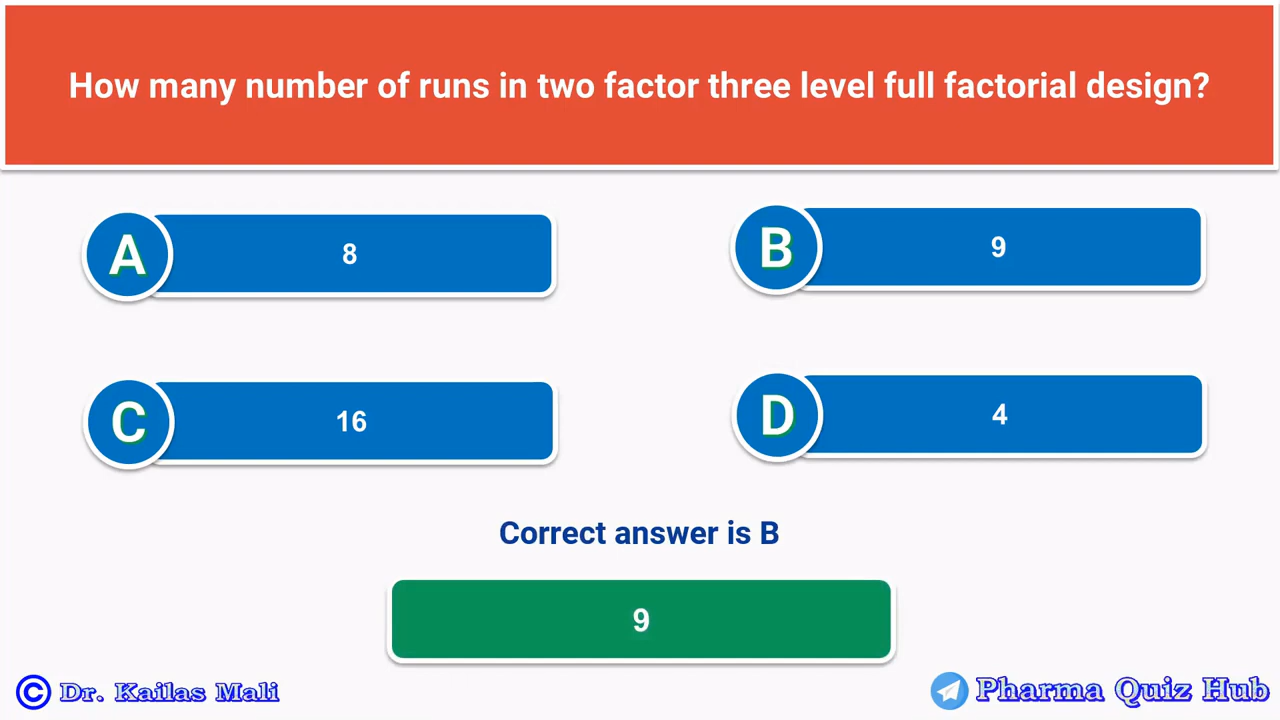 How many number of runs in two factor three level full factorial design?
A
8
B
9
C
16
D
4
Correct answer is B
9
© Dr. Kailas Mali
Pharma Quiz Hub